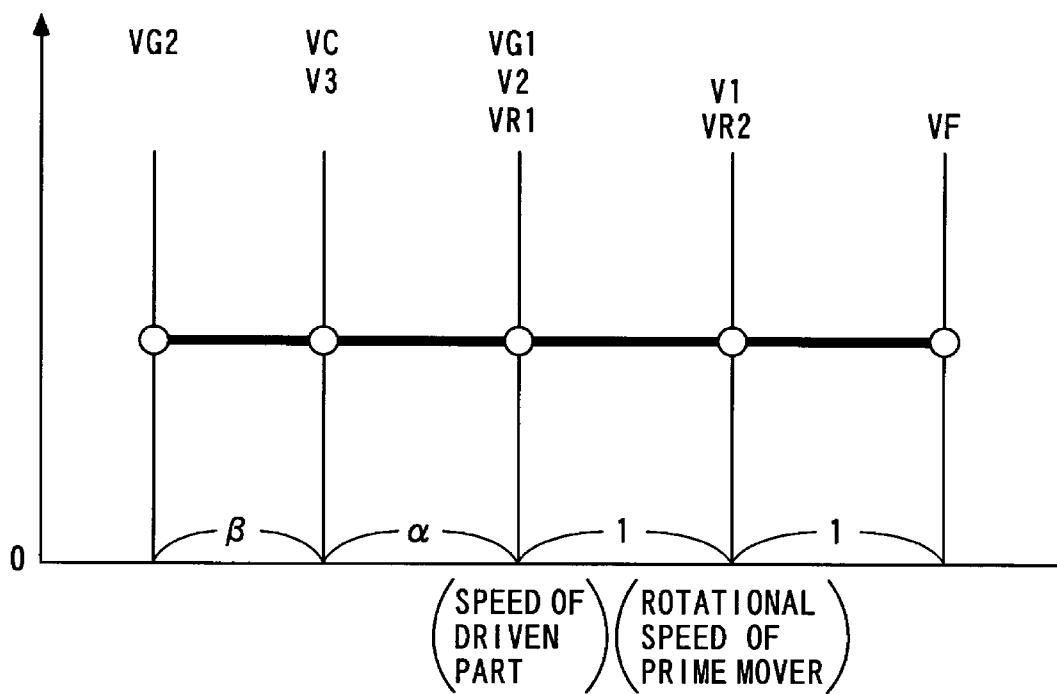 VG2
VC
V3
VG1
V2
VR1
V1
VR2
VF
β
α
1
1
0
(SPEED OF
DRIVEN
PART)
(ROTATIONAL
SPEED OF
PRIME MOVER)